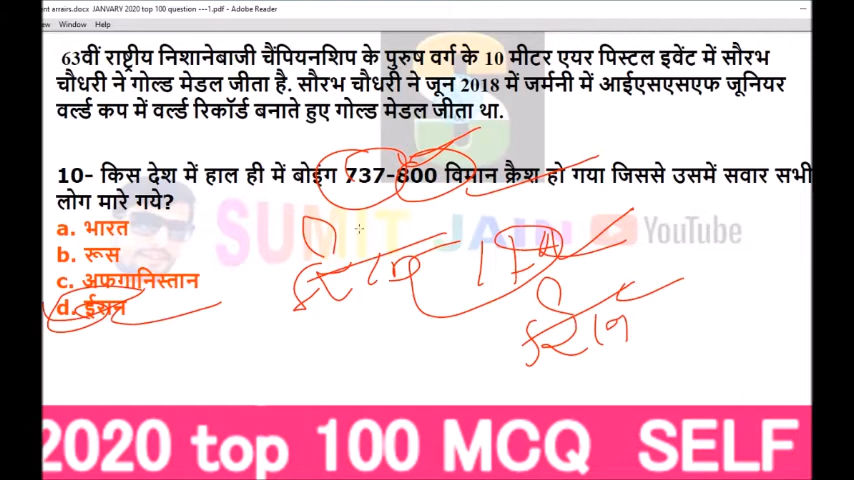 ent arrairs.docx JANVARY 2020 top 100 question ---1.pdf - Adobe Reader
ew Window Help
63वीं राष्ट्रीय निशानेबाजी चैंपियनशिप के पुरुष वर्ग के 10 मीटर एयर पिस्टल इवेंट में सौरभ
चौधरी ने गोल्ड मेडल जीता है. सौरभ चौधरी ने जून 2018 में जर्मनी में आईएसएसएफ जूनियर
वर्ल्ड कप में वर्ल्ड रिकॉर्ड बनाते हुए गोल्ड मेडल जीता था.
10- किस देश में हाल ही में बोइंग 737-800 विमान क्रैश हो गया जिससे उसमें सवार सभी
लोग मारे गये?
SUMIT JAIN YouTube
a. भारत
b. रूस
c. अफगानिस्तान
d. ईरान
2020 top 100 MCQ SELF